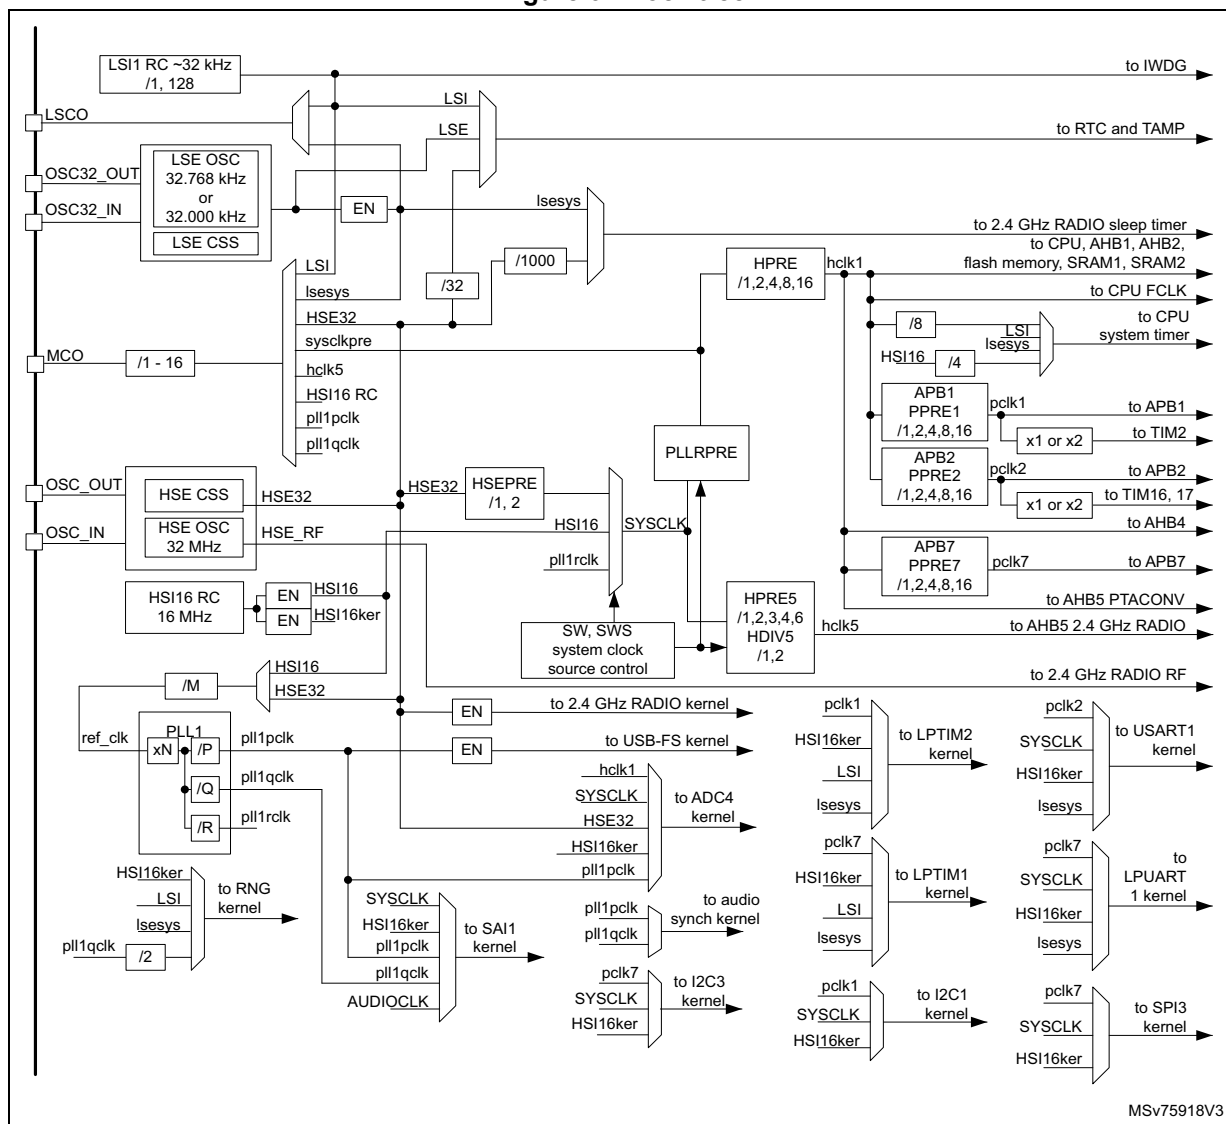 LSI1 RC ~32 kHz
/1, 128
to IWDG
LSCO
LSI
LSE
to RTC and TAMP
OSC32_OUT
OSC32_IN
LSE OSC
32.768 kHz
or
32.000 kHz
LSE CSS
EN
lsesys
to 2.4 GHz RADIO sleep timer
/1000
/32
HPRE
/1,2,4,8,16
hclk1
to CPU, AHB1, AHB2,
flash memory, SRAM1, SRAM2
to CPU FCLK
/8
LSI
lsesys
HSI16
/4
to CPU
system timer
MCO
/1 - 16
LSI
lsesys
HSE32
sysclkpre
hclk5
HSI16 RC
pll1pclk
pll1qclk
APB1
PPRE1
/1,2,4,8,16
pclk1
to APB1
x1 or x2
to TIM2
PLLRPRE
APB2
PPRE2
/1,2,4,8,16
pclk2
to APB2
x1 or x2
to TIM16, 17
OSC_OUT
OSC_IN
HSE CSS
HSE OSC
32 MHz
HSE32
HSE_RF
HSE32
HSEPRE
/1, 2
HSI16
pll1rclk
SYSCLK
to AHB4
APB7
PPRE7
/1,2,4,8,16
pclk7
to APB7
HSI16 RC
16 MHz
EN
EN
HSI16
HSI16ker
SW, SWS
system clock
source control
HPRE5
/1,2,3,4,6
HDIV5
/1,2
hclk5
to AHB5 PTACONV
to AHB5 2.4 GHz RADIO
/M
HSI16
HSE32
to 2.4 GHz RADIO RF
EN
to 2.4 GHz RADIO kernel
ref_clk
PLL1
xN
/P
/Q
/R
pll1pclk
pll1qclk
pll1rclk
EN
to USB-FS kernel
hclk1
SYSCLK
HSE32
HSI16ker
pll1pclk
to ADC4
kernel
pclk1
HSI16ker
LSI
lsesys
to LPTIM2
kernel
pclk2
SYSCLK
HSI16ker
lsesys
to USART1
kernel
HSI16ker
LSI
lsesys
pll1qclk
/2
to RNG
kernel
SYSCLK
HSI16ker
pll1pclk
pll1qclk
AUDIOCLK
to SAI1
kernel
pll1pclk
pll1qclk
to audio
synch kernel
pclk7
HSI16ker
LSI
lsesys
to LPTIM1
kernel
pclk7
SYSCLK
HSI16ker
lsesys
to
LPUART
1 kernel
pclk7
SYSCLK
HSI16ker
to I2C3
kernel
pclk1
SYSCLK
HSI16ker
to I2C1
kernel
pclk7
SYSCLK
HSI16ker
to SPI3
kernel
MSv75918V3